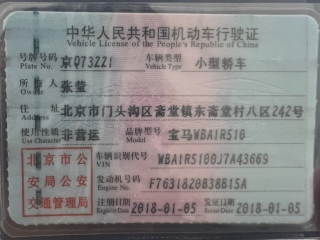 中华人民共和国机动车行驶证
Vehicle License of the People's Republic of China
号牌号码 京Q73Z21 车辆类型 小型轿车
Plate No. Vehicle Type
所有人 张莹
Owner
住址 北京市门头沟区斋堂镇东斋堂村八区242号
Address
使用性质 非营运 品牌型号 宝马WBA1R510
Use Character Model
北京市公 车辆识别代号 WBA1R5100J7A43669
VIN
安局公安 发动机号码 F7631820B38B15A
Engine No.
交通管理局 注册日期 2018-01-05 发证日期 2018-01-05
Register Date Issue Date